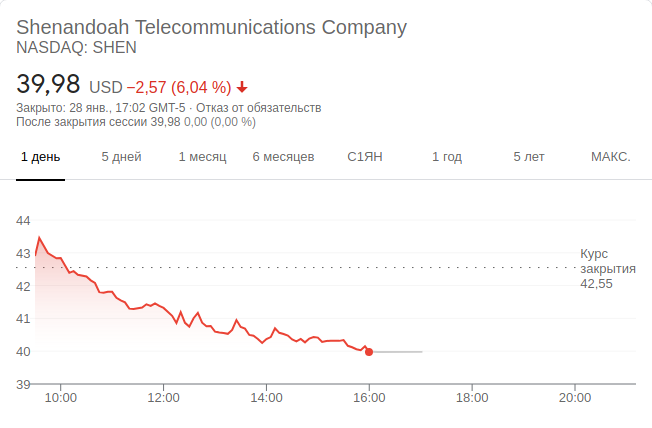 Shenandoah Telecommunications Company
NASDAQ: SHEN
39,98 USD −2,57 (6,04 %)
Закрыто: 28 янв., 17:02 GMT-5 · Отказ от обязательств
После закрытия сессии 39,98 0,00 (0,00 %)
1 день 5 дней 1 месяц 6 месяцев С1ЯН 1 год 5 лет МАКС.
44
43
42
41
40
39
Курс
закрытия
42,55
10:00 12:00 14:00 16:00 18:00 20:00